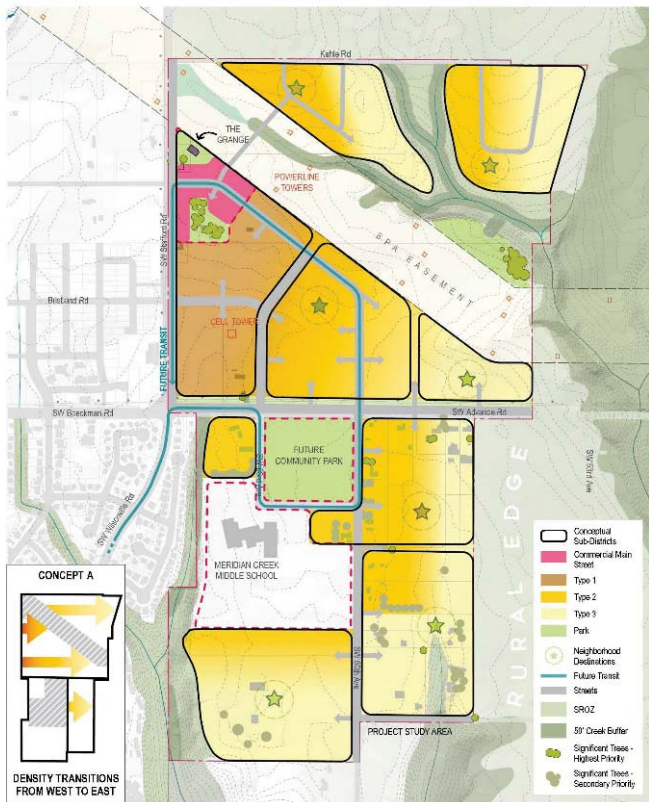 Kahle Rd
THE
GRANGE
POWERLINE
TOWERS
SW Stafford Rd
BPA EASEMENT
Brisband Rd
CELL TOWER
FUTURE TRANSIT
SW Boeckman Rd
SW Advance Rd
FUTURE
COMMUNITY PARK
SW Wilsonville Rd
MERIDIAN CREEK
MIDDLE SCHOOL
SW 60th Ave
SW 53rd Ave
RURAL EDGE
PROJECT STUDY AREA
CONCEPT A
DENSITY TRANSITIONS
FROM WEST TO EAST
Conceptual
Sub-Districts
Commercial Main
Street
Type 1
Type 2
Type 3
Park
Neighborhood
Destinations
Future Transit
Streets
SROZ
50' Creek Buffer
Significant Trees -
Highest Priority
Significant Trees -
Secondary Priority